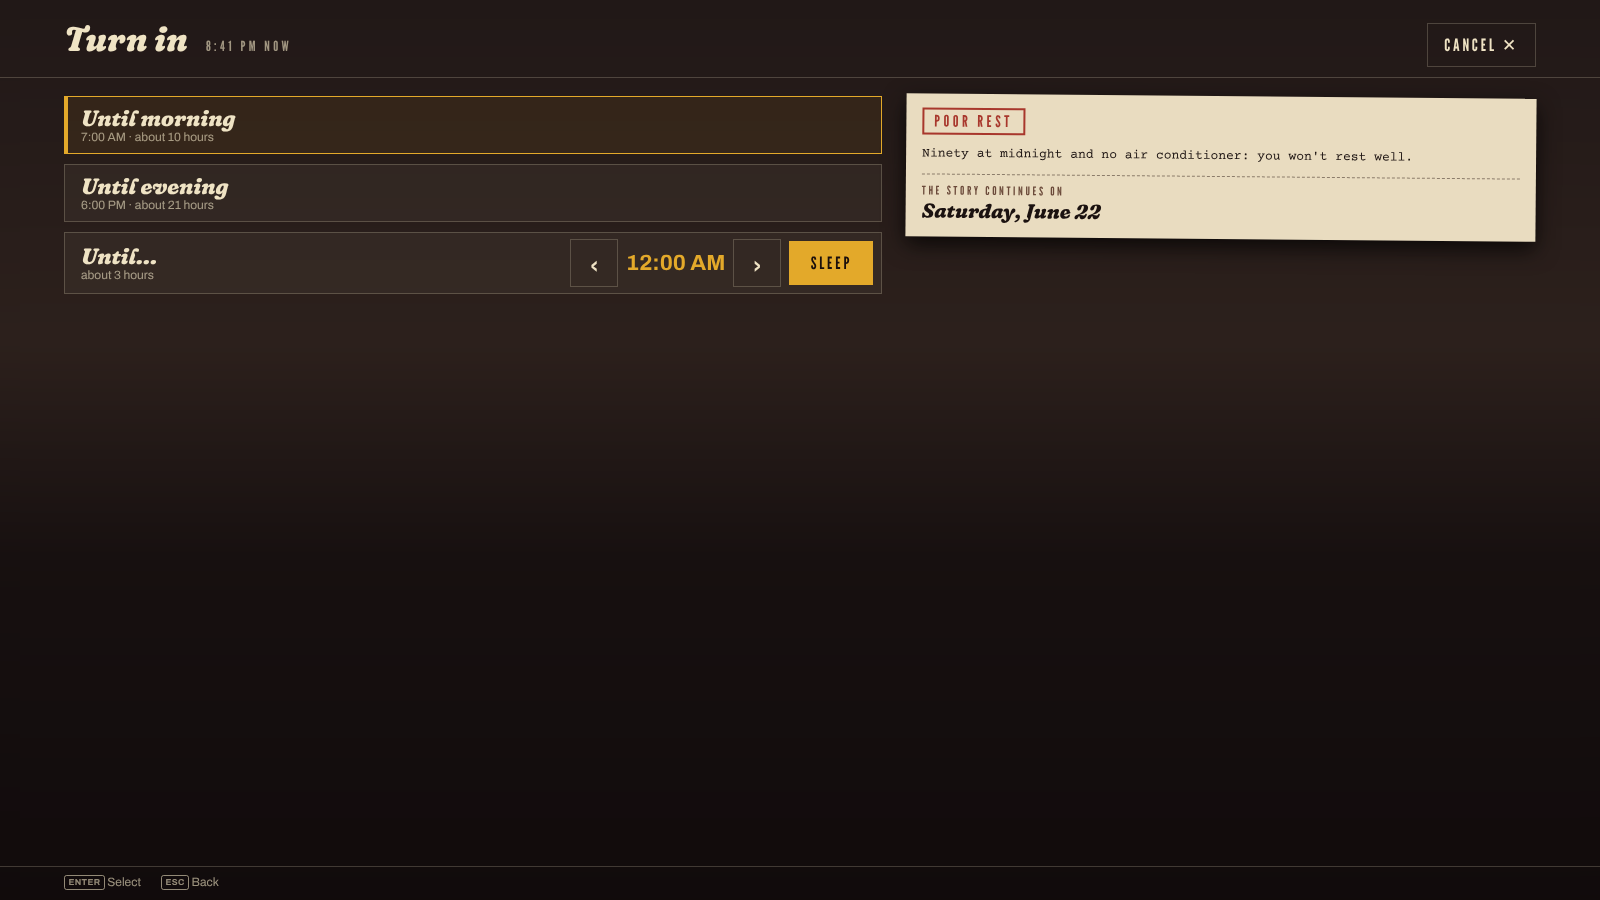 Turn in
8:41 PM NOW
CANCEL ✕
Until morning
7:00 AM · about 10 hours
Until evening
6:00 PM · about 21 hours
Until...
about 3 hours
‹ 12:00 AM ›
SLEEP
POOR REST
Ninety at midnight and no air conditioner: you won't rest well.
THE STORY CONTINUES ON
Saturday, June 22
ENTER Select
ESC Back